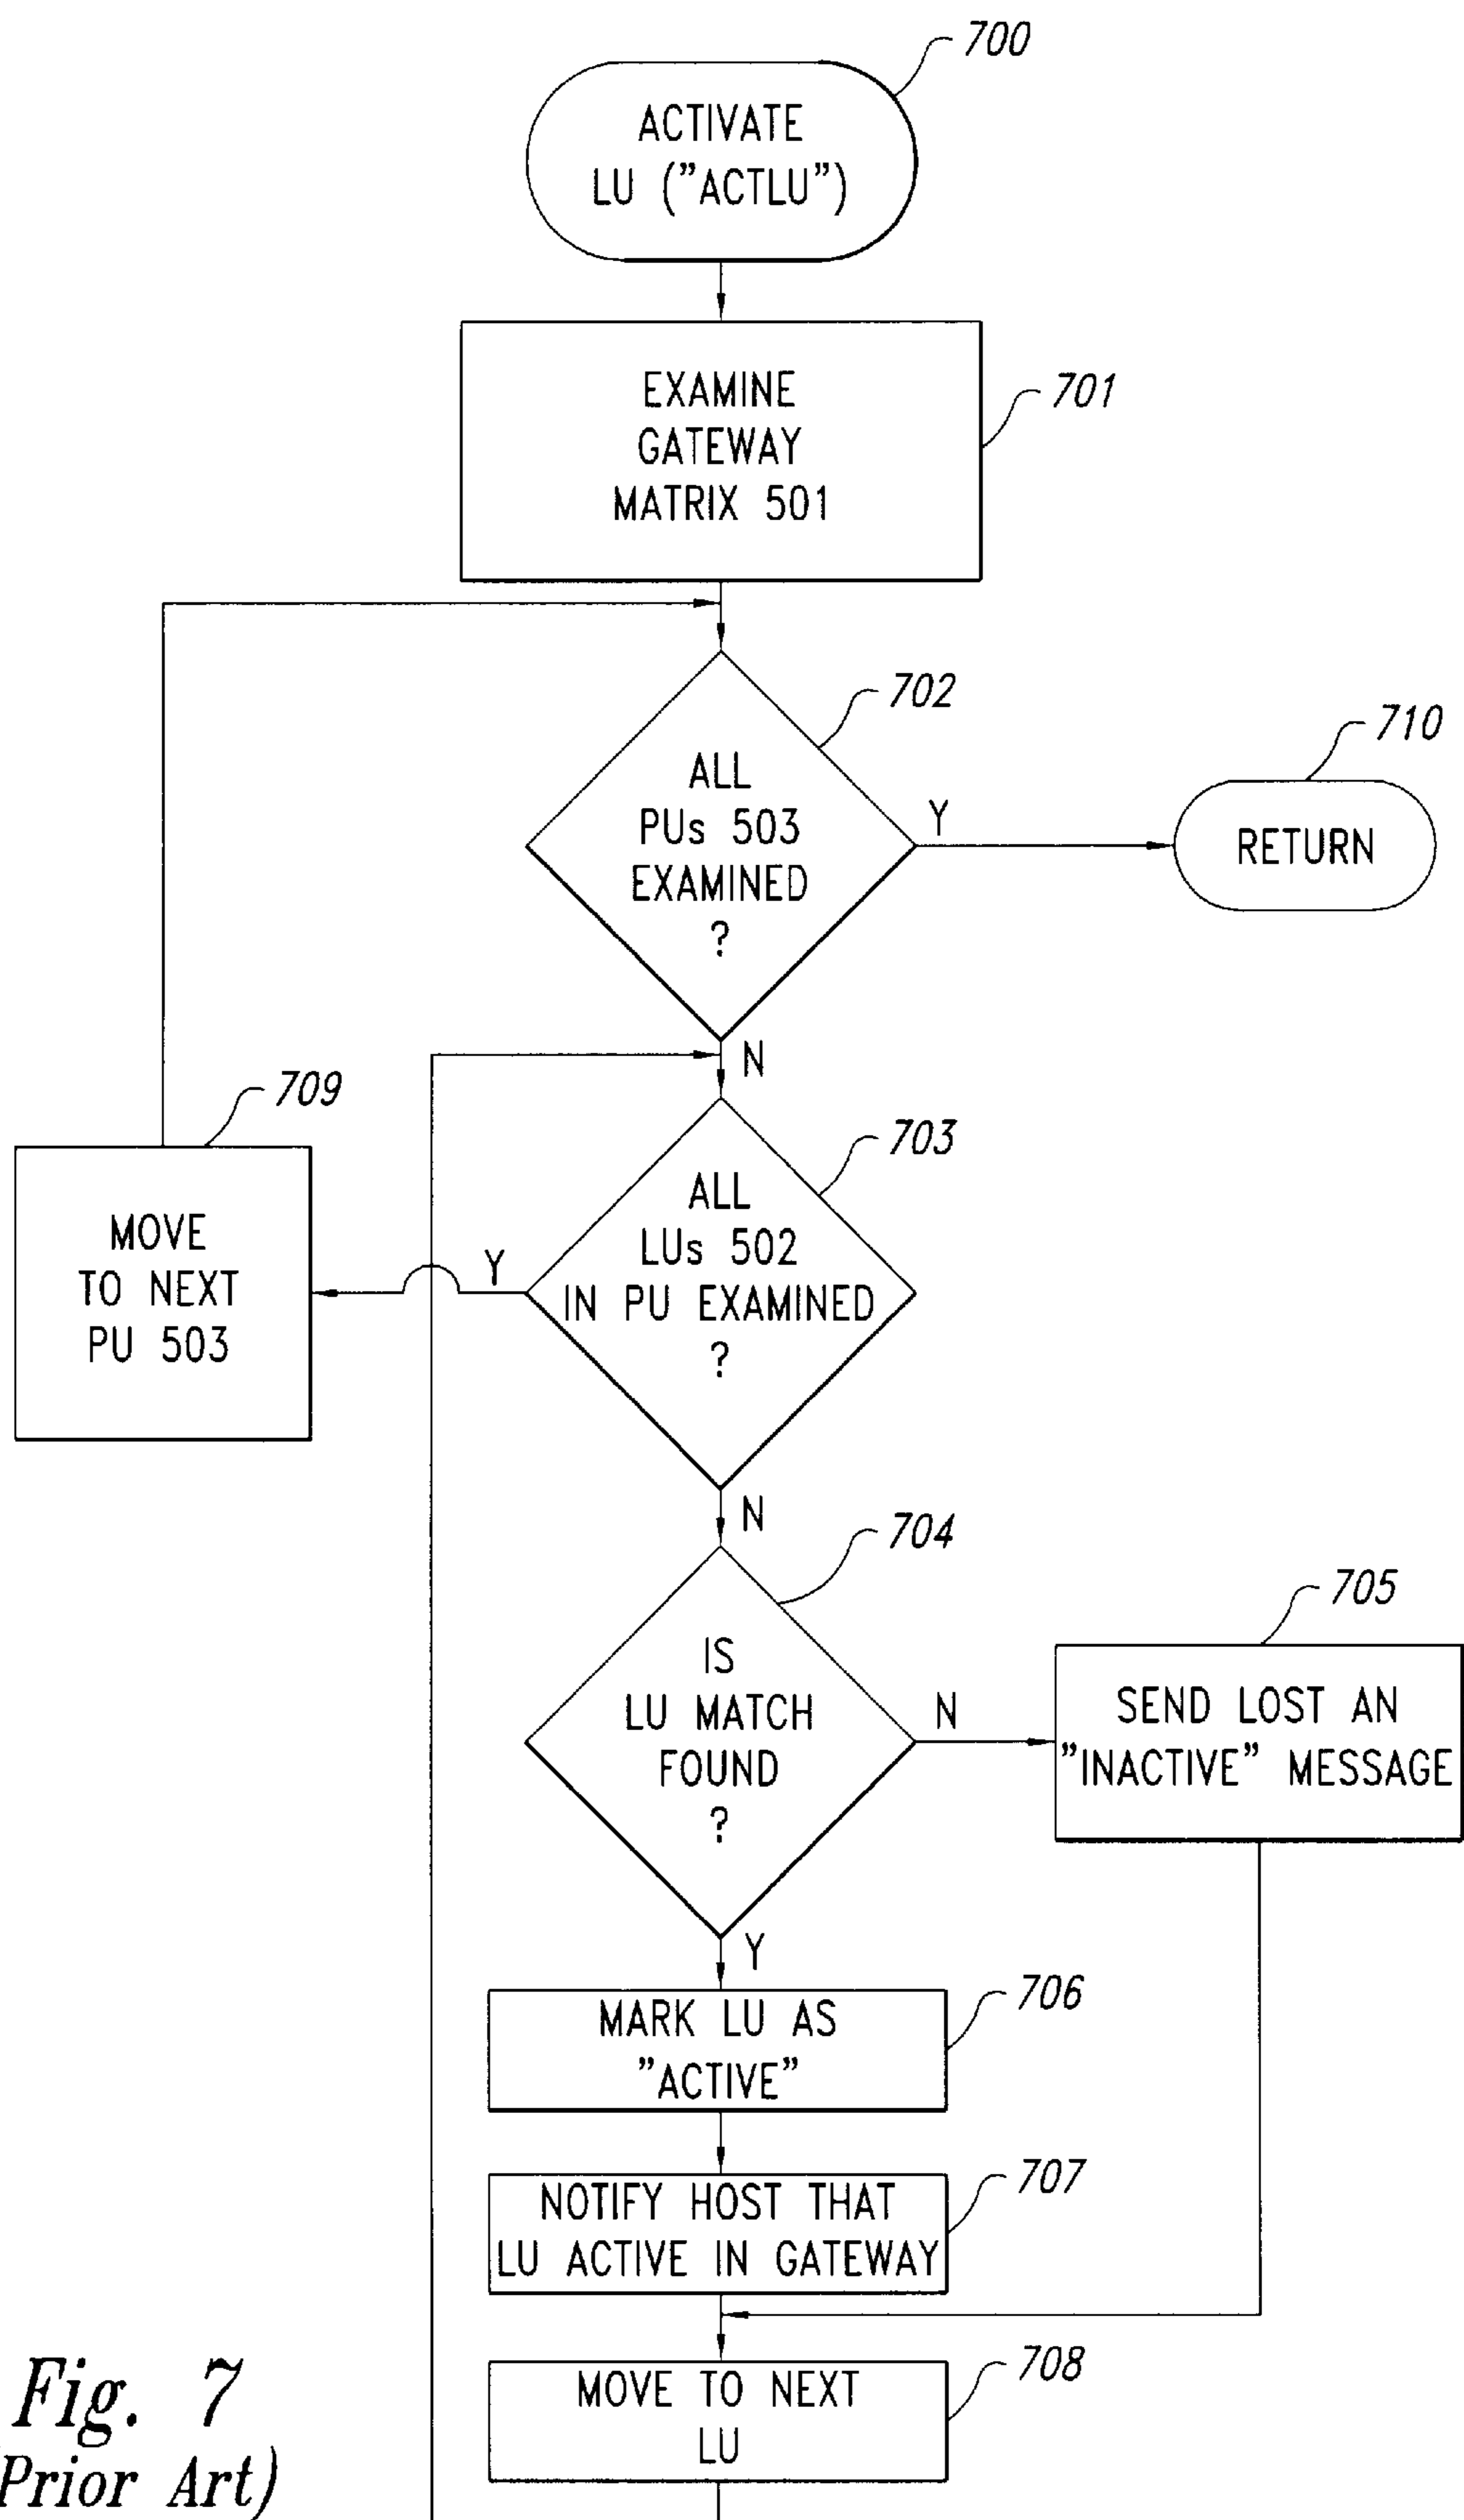 700
ACTIVATE
LU ("ACTLU")
EXAMINE
GATEWAY
MATRIX 501
701
702
ALL
PUs 503
EXAMINED
?
Y
710
RETURN
N
709
MOVE
TO NEXT
PU 503
703
ALL
LUs 502
IN PU EXAMINED
?
Y
N
704
IS
LU MATCH
FOUND
?
N
705
SEND LOST AN
"INACTIVE" MESSAGE
Y
706
MARK LU AS
"ACTIVE"
707
NOTIFY HOST THAT
LU ACTIVE IN GATEWAY
708
MOVE TO NEXT
LU
Fig. 7
Prior Art)